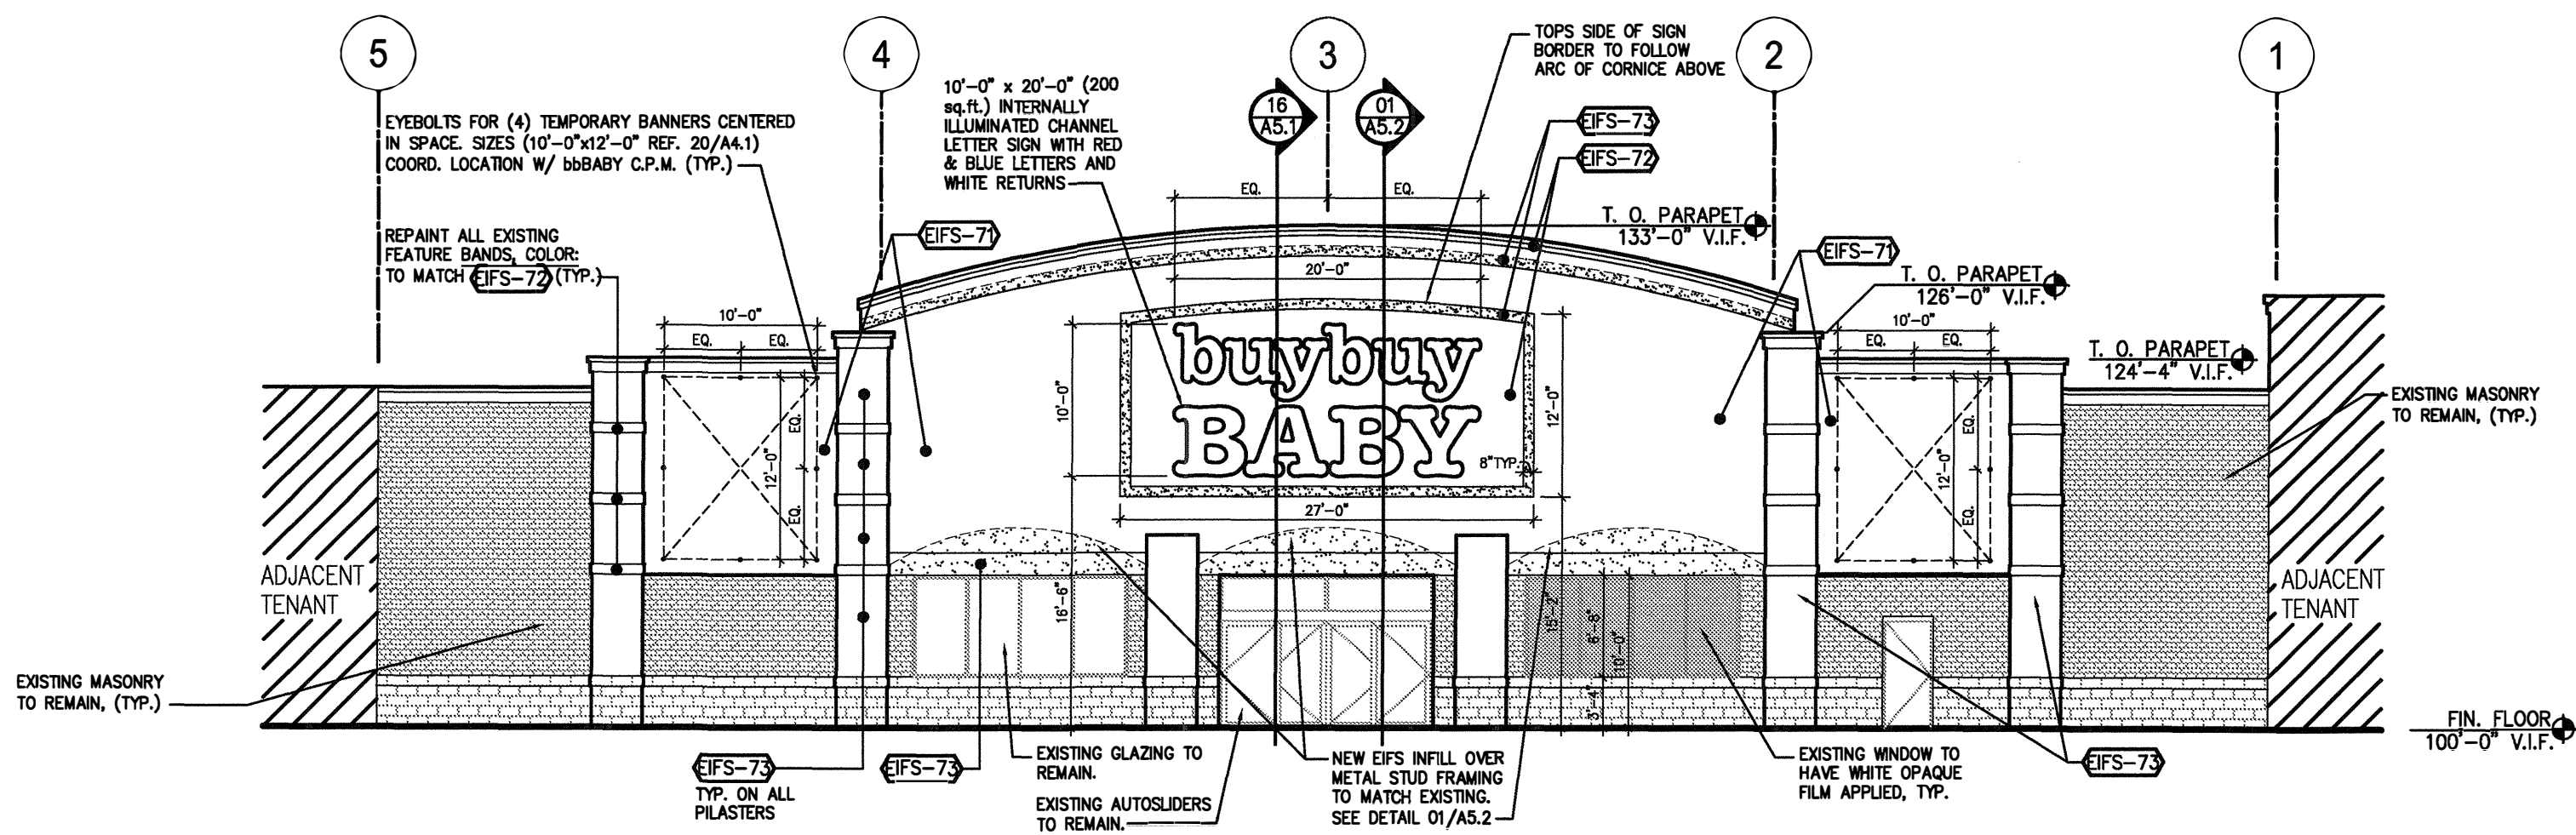 5
4
3
2
1
TOPS SIDE OF SIGN
BORDER TO FOLLOW
ARC OF CORNICE ABOVE
10'-0" x 20'-0" (200
sq.ft.) INTERNALLY
ILLUMINATED CHANNEL
LETTER SIGN WITH RED
& BLUE LETTERS AND
WHITE RETURNS
16
A5.1
01
A5.2
EYEBOLTS FOR (4) TEMPORARY BANNERS CENTERED
IN SPACE. SIZES (10'-0"x12'-0" REF. 20/A4.1)
COORD. LOCATION W/ bbBABY C.P.M. (TYP.)
EIFS-73
EIFS-72
EQ.
EQ.
REPAINT ALL EXISTING
FEATURE BANDS, COLOR:
TO MATCH EIFS-72 (TYP.)
EIFS-71
T. O. PARAPET
133'-0" V.I.F.
EIFS-71
T. O. PARAPET
126'-0" V.I.F.
20'-0"
10'-0"
EQ.
EQ.
10'-0"
EQ.
EQ.
T. O. PARAPET
124'-4" V.I.F.
buybuy
BABY
10'-0"
12'-0"
8"TYP.
27'-0"
EQ.
12'-0"
EQ.
EQ.
12'-0"
EQ.
EXISTING MASONRY
TO REMAIN, (TYP.)
ADJACENT
TENANT
ADJACENT
TENANT
16'-6"
15'-2"
6'-8"
10'-0"
3'-4"
EXISTING MASONRY
TO REMAIN, (TYP.)
FIN. FLOOR
100'-0" V.I.F.
EIFS-73
TYP. ON ALL
PILASTERS
EIFS-73
EXISTING GLAZING TO
REMAIN.
EXISTING AUTOSLIDERS
TO REMAIN.
NEW EIFS INFILL OVER
METAL STUD FRAMING
TO MATCH EXISTING.
SEE DETAIL 01/A5.2
EXISTING WINDOW TO
HAVE WHITE OPAQUE
FILM APPLIED, TYP.
EIFS-73